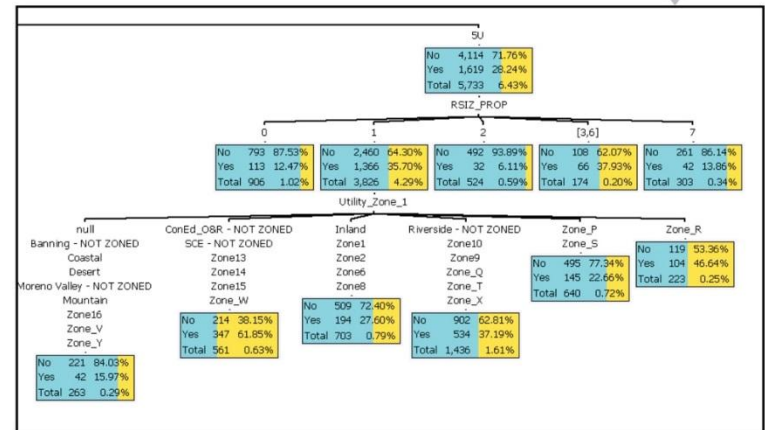 5U
No 4,114 71.76%
Yes 1,619 28.24%
Total 5,733 6.43%
RSIZ_PROP
0
No 793 87.53%
Yes 113 12.47%
Total 906 1.02%
1
No 2,460 64.30%
Yes 1,366 35.70%
Total 3,826 4.29%
2
No 492 93.89%
Yes 32 6.11%
Total 524 0.59%
[3,6]
No 108 62.07%
Yes 66 37.93%
Total 174 0.20%
7
No 261 86.14%
Yes 42 13.86%
Total 303 0.34%
Utility_Zone_1
null
Banning - NOT ZONED
Coastal
Desert
Moreno Valley - NOT ZONED
Mountain
Zone16
Zone_V
Zone_Y
No 221 84.03%
Yes 42 15.97%
Total 263 0.29%
ConEd_O&R - NOT ZONED
SCE - NOT ZONED
Zone13
Zone14
Zone15
Zone_W
No 214 38.15%
Yes 347 61.85%
Total 561 0.63%
Inland
Zone1
Zone2
Zone6
Zone8
No 509 72.40%
Yes 194 27.60%
Total 703 0.79%
Riverside - NOT ZONED
Zone10
Zone9
Zone_Q
Zone_T
Zone_X
No 902 62.81%
Yes 534 37.19%
Total 1,436 1.61%
Zone_P
Zone_S
No 495 77.34%
Yes 145 22.66%
Total 640 0.72%
Zone_R
No 119 53.36%
Yes 104 46.64%
Total 223 0.25%